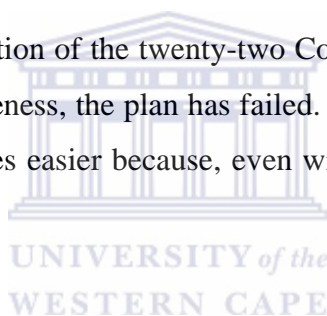 tion of the twenty-two Co
eness, the plan has failed.
es easier because, even wi
UNIVERSITY of the
WESTERN CAPE